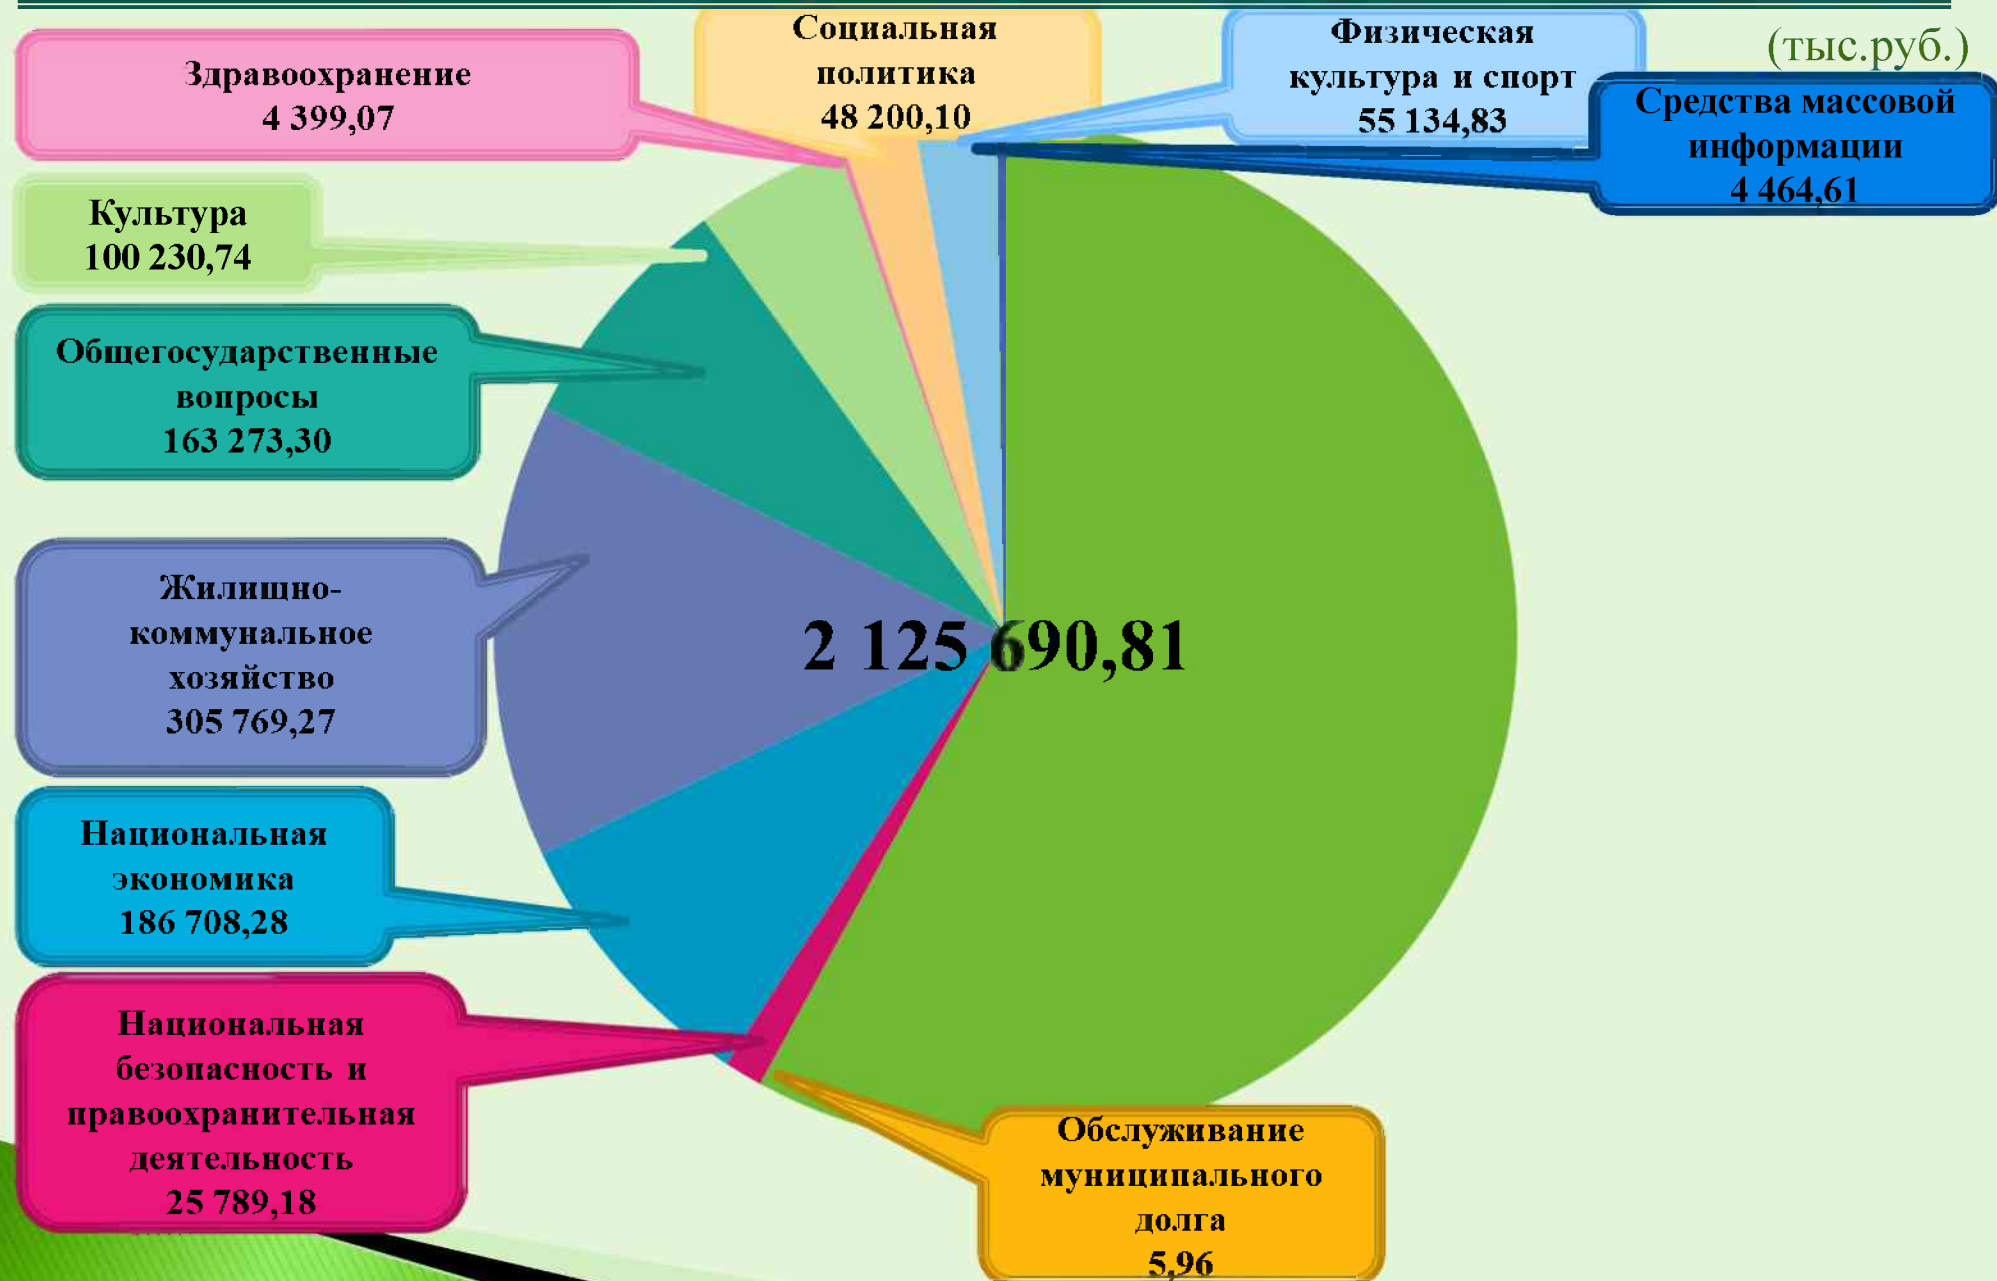 (тыс.руб.)
Здравоохранение
4 399,07
Социальная
политика
48 200,10
Физическая
культура и спорт
55 134,83
Средства массовой
информации
4 464,61
Культура
100 230,74
Общегосударственные
вопросы
163 273,30
Жилищно-
коммунальное
хозяйство
305 769,27
2 125 690,81
Национальная
экономика
186 708,28
Национальная
безопасность и
правоохранительная
деятельность
25 789,18
Обслуживание
муниципального
долга
5,96